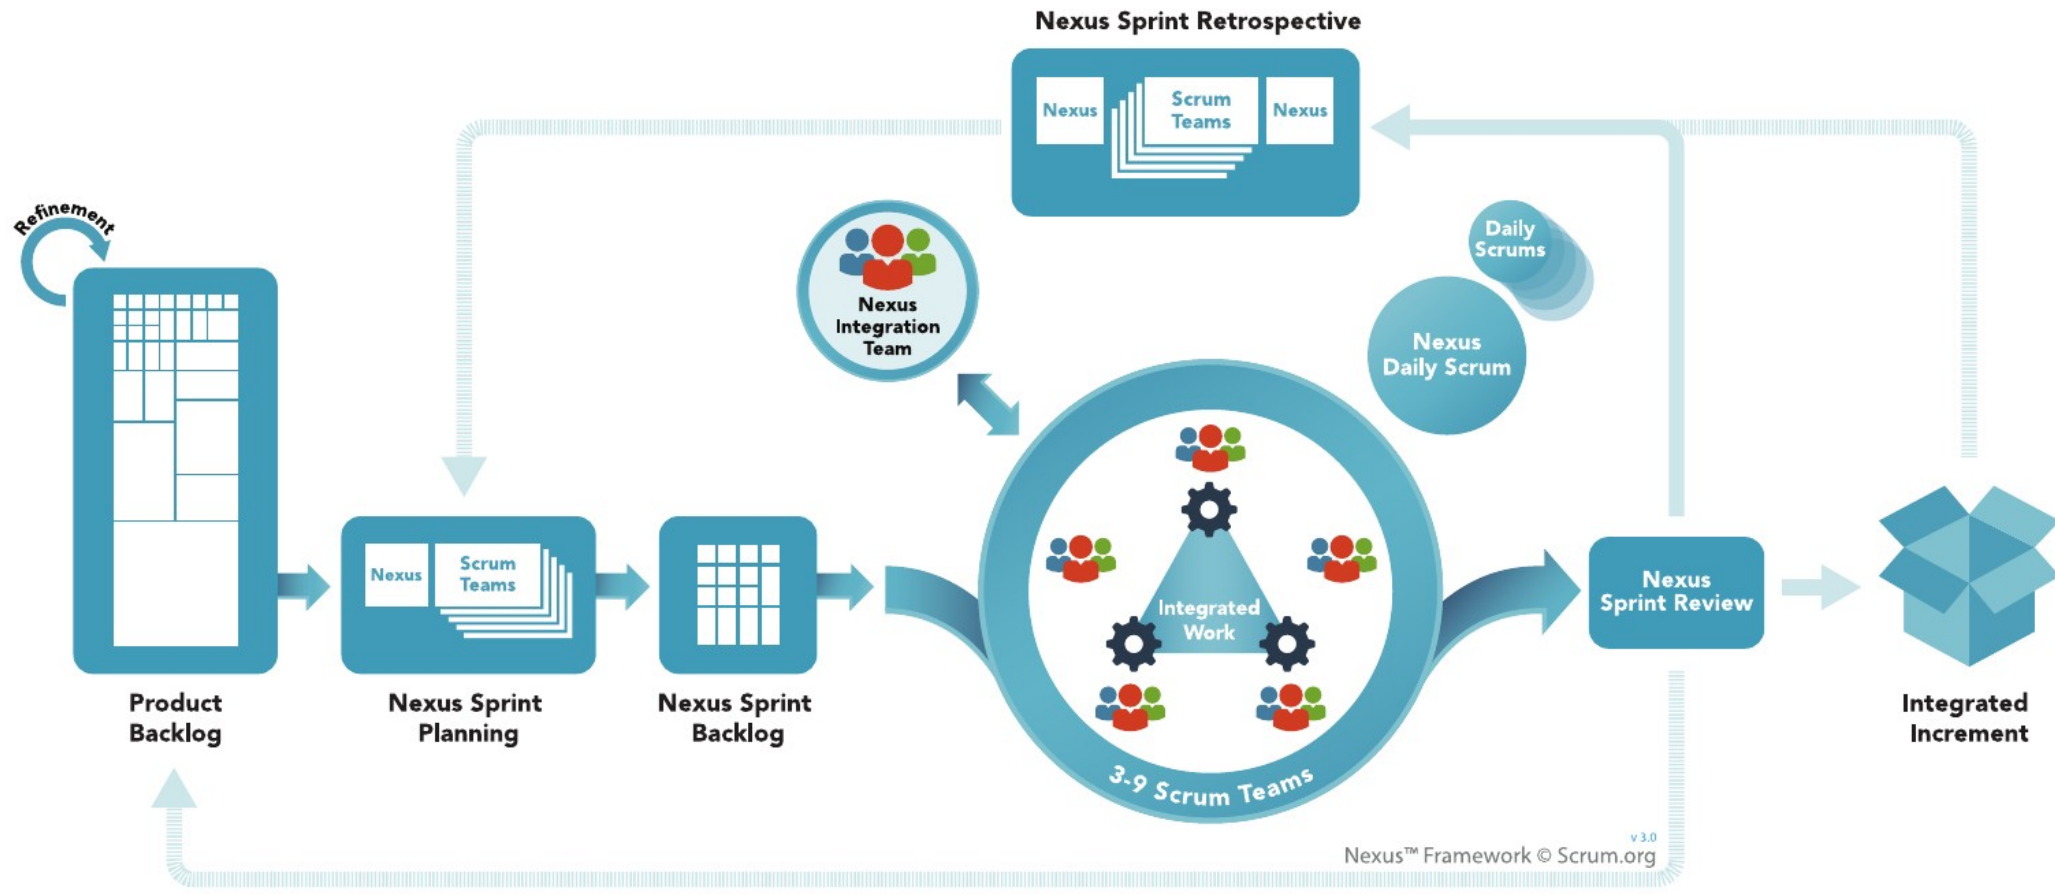 Nexus Sprint Retrospective
Nexus
Scrum
Teams
Nexus
Refinement
Daily
Scrums
Nexus
Integration
Team
Nexus
Daily Scrum
Nexus
Scrum
Teams
Integrated
Work
Nexus
Sprint Review
Product
Backlog
Nexus Sprint
Planning
Nexus Sprint
Backlog
3-9 Scrum Teams
Integrated
Increment
v 3.0
Nexus™ Framework © Scrum.org